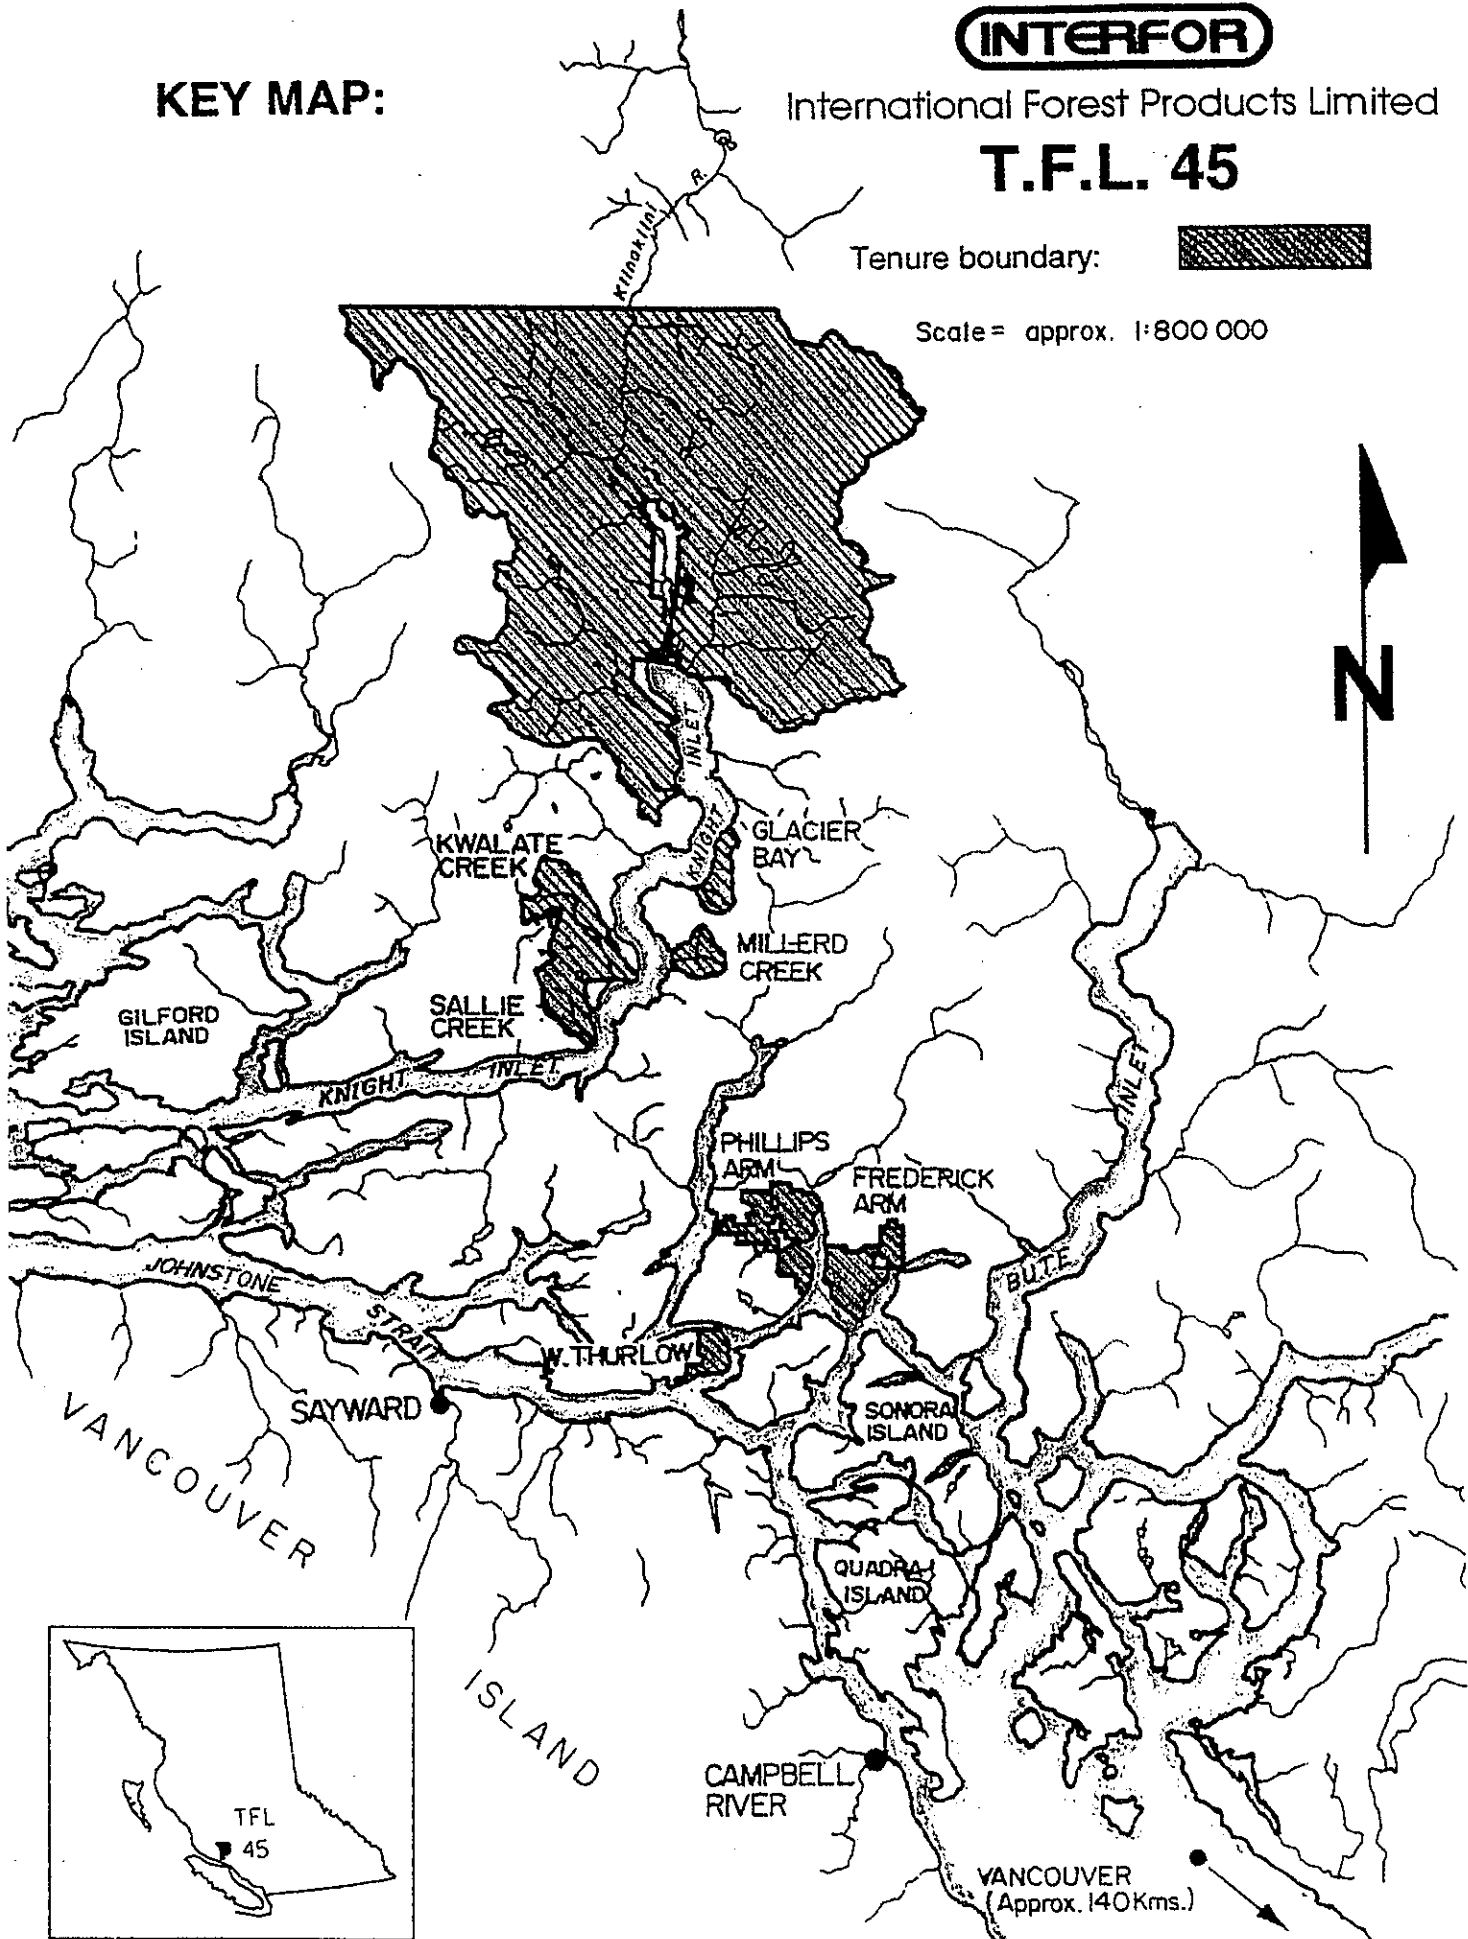 INTERFOR
KEY MAP:
International Forest Products Limited
T.F.L. 45
Tenure boundary:
Scale = approx. 1:800 000
Klinaklini R.
N
KNIGHT INLET
KWALATE
CREEK
GLACIER
BAY
MILLERD
CREEK
SALLIE
CREEK
GILFORD
ISLAND
KNIGHT INLET
BUTE INLET
PHILLIPS
ARM
FREDERICK
ARM
JOHNSTONE STRAIT
W. THURLOW
SAYWARD
SONORA
ISLAND
VANCOUVER ISLAND
QUADRA
ISLAND
CAMPBELL
RIVER
TFL
45
VANCOUVER
(Approx. 140 Kms.)